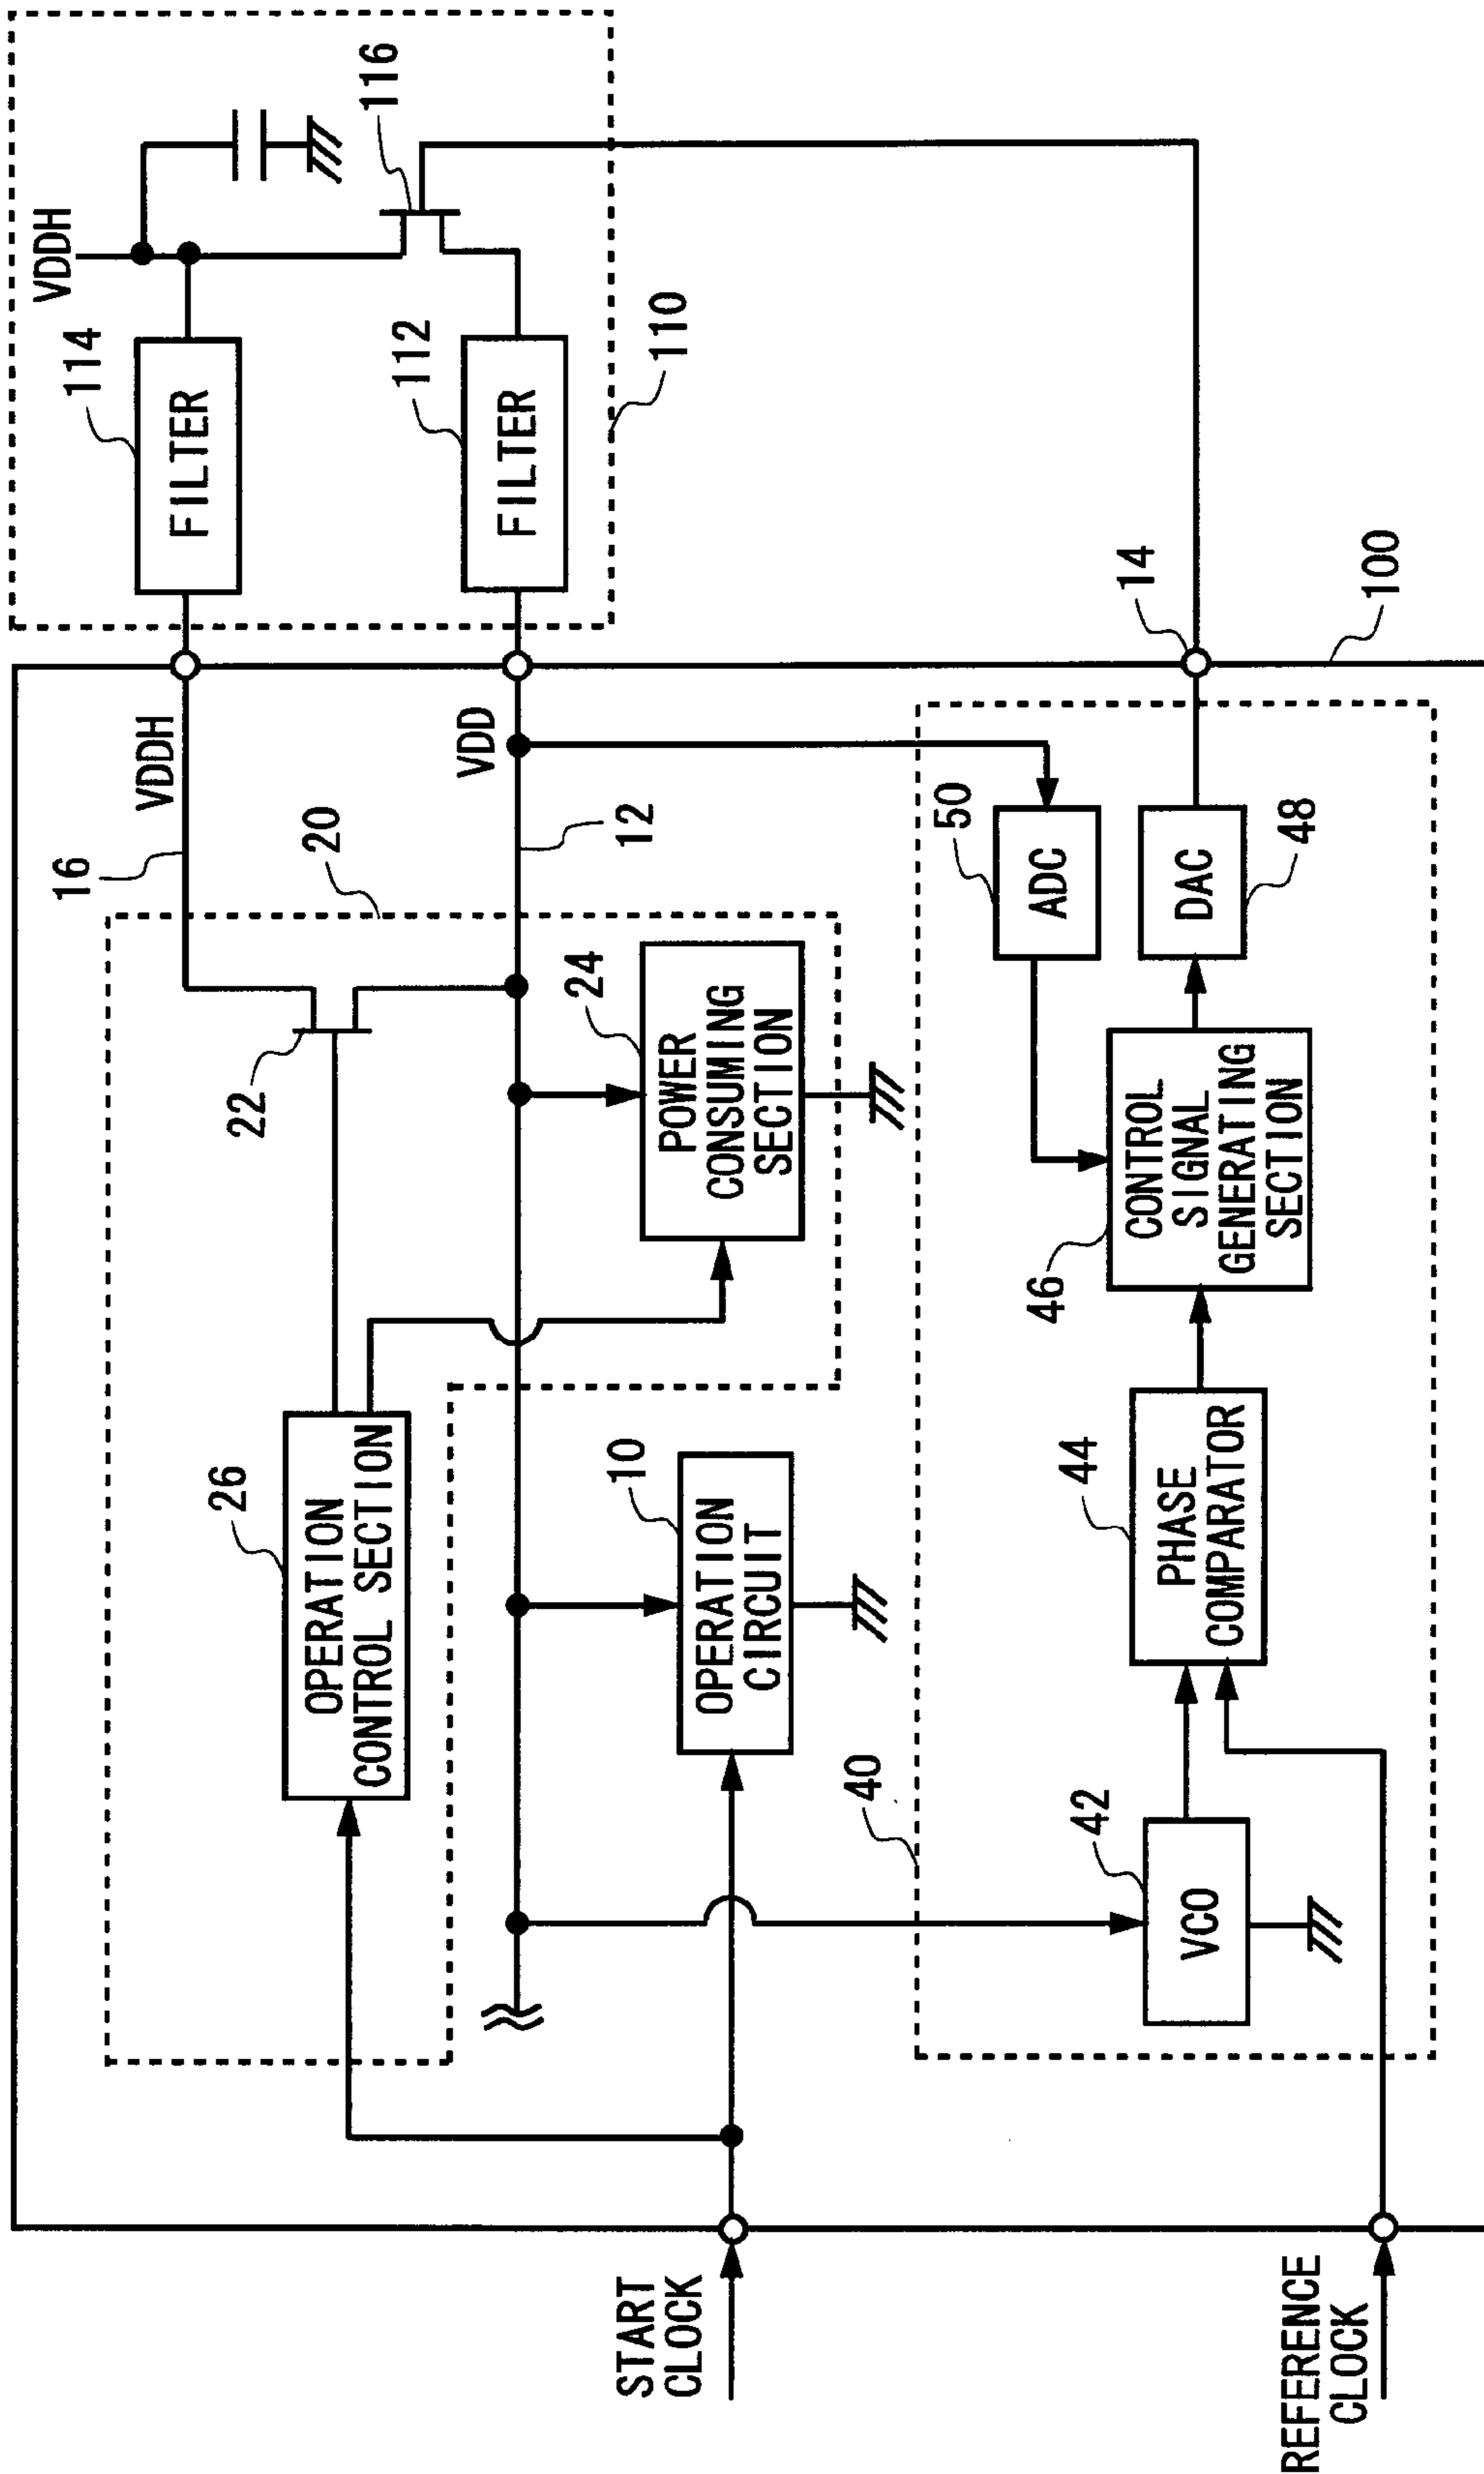 VDDH
114
FILTER
116
112
FILTER
110
16
VDDH
20
VDD
12
14
100
22
24
POWER
CONSUMING
SECTION
50
ADC
DAC
48
26
OPERATION
CONTROL SECTION
10
OPERATION
CIRCUIT
46
CONTROL
SIGNAL
GENERATING
SECTION
44
PHASE
COMPARATOR
40
42
VCO
START
CLOCK
REFERENCE
CLOCK